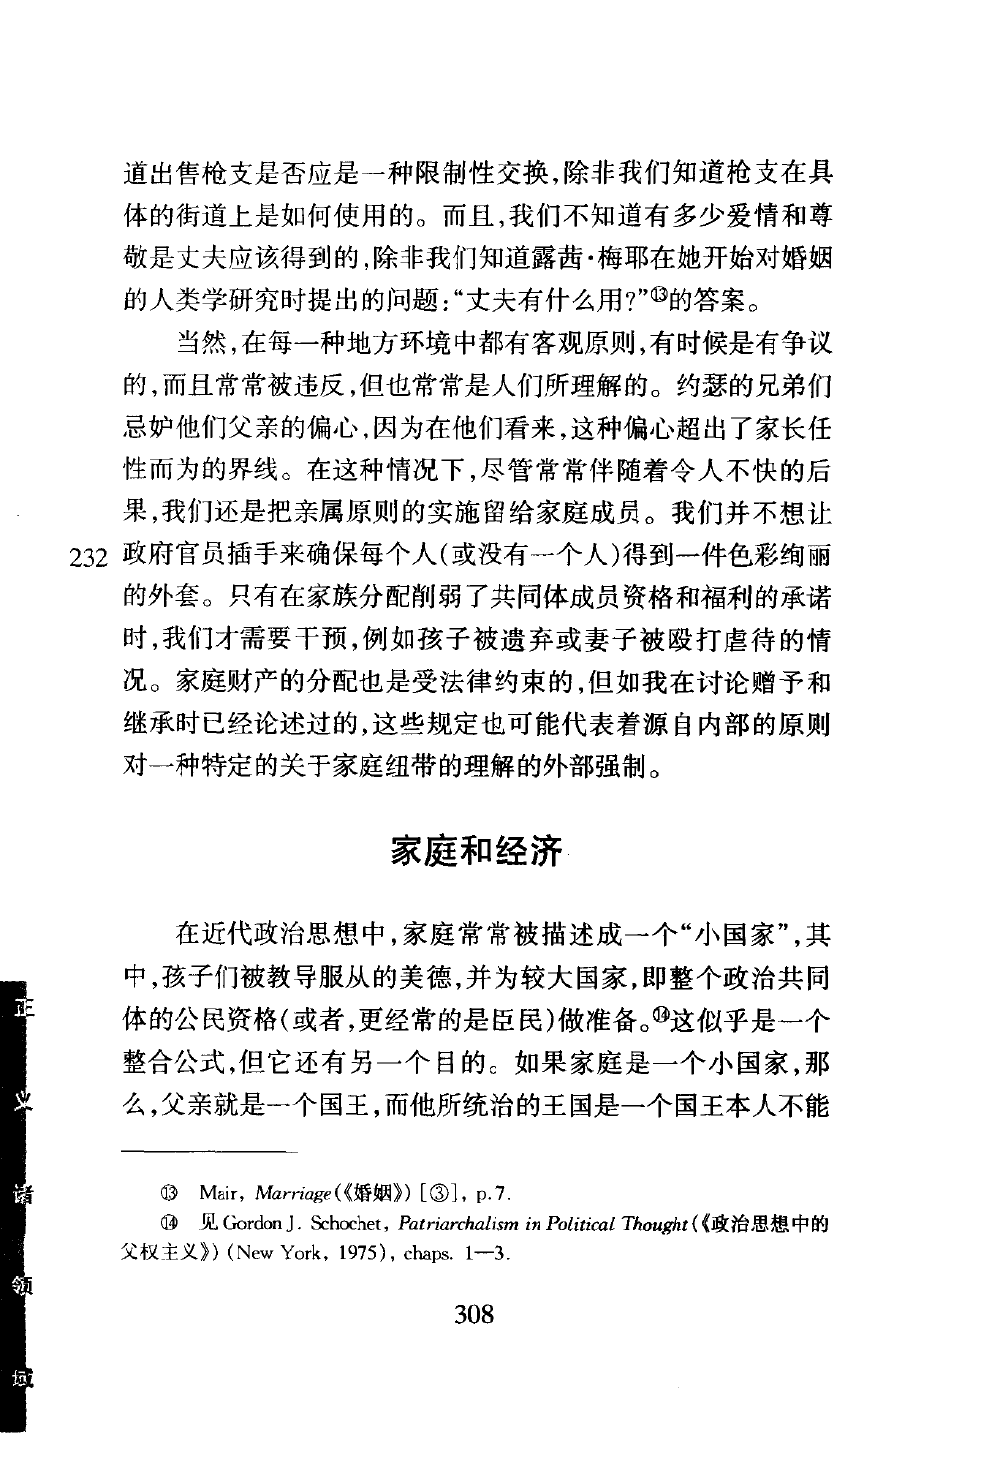 道出售枪支是否应是一种限制性交换,除非我们知道枪支在具
体的街道上是如何使用的。而且,我们不知道有多少爱情和尊
敬是丈夫应该得到的,除非我们知道露茜·梅耶在她开始对婚姻
的人类学研究时提出的问题:“丈夫有什么用?”⑬的答案。
当然,在每一种地方环境中都有客观原则,有时候是有争议
的,而且常常被违反,但也常常是人们所理解的。约瑟的兄弟们
忌妒他们父亲的偏心,因为在他们看来,这种偏心超出了家长任
性而为的界线。在这种情况下,尽管常常伴随着令人不快的后
果,我们还是把亲属原则的实施留给家庭成员。我们并不想让
232 政府官员插手来确保每个人(或没有一个人)得到一件色彩绚丽
的外套。只有在家族分配削弱了共同体成员资格和福利的承诺
时,我们才需要干预,例如孩子被遗弃或妻子被殴打虐待的情
况。家庭财产的分配也是受法律约束的,但如我在讨论赠予和
继承时已经论述过的,这些规定也可能代表着源自内部的原则
对一种特定的关于家庭纽带的理解的外部强制。
家庭和经济
在近代政治思想中,家庭常常被描述成一个“小国家”,其
中,孩子们被教导服从的美德,并为较大国家,即整个政治共同
体的公民资格(或者,更经常的是臣民)做准备。⑭这似乎是一个
整合公式,但它还有另一个目的。如果家庭是一个小国家,那
么,父亲就是一个国王,而他所统治的王国是一个国王本人不能
⑬ Mair, Marriage(《婚姻》) [③], p.7.
⑭ 见 Gordon J. Schochet, Patriarchalism in Political Thought(《政治思想中的
父权主义》) (New York, 1975), chaps. 1—3.
308
正
义
诸
领
域